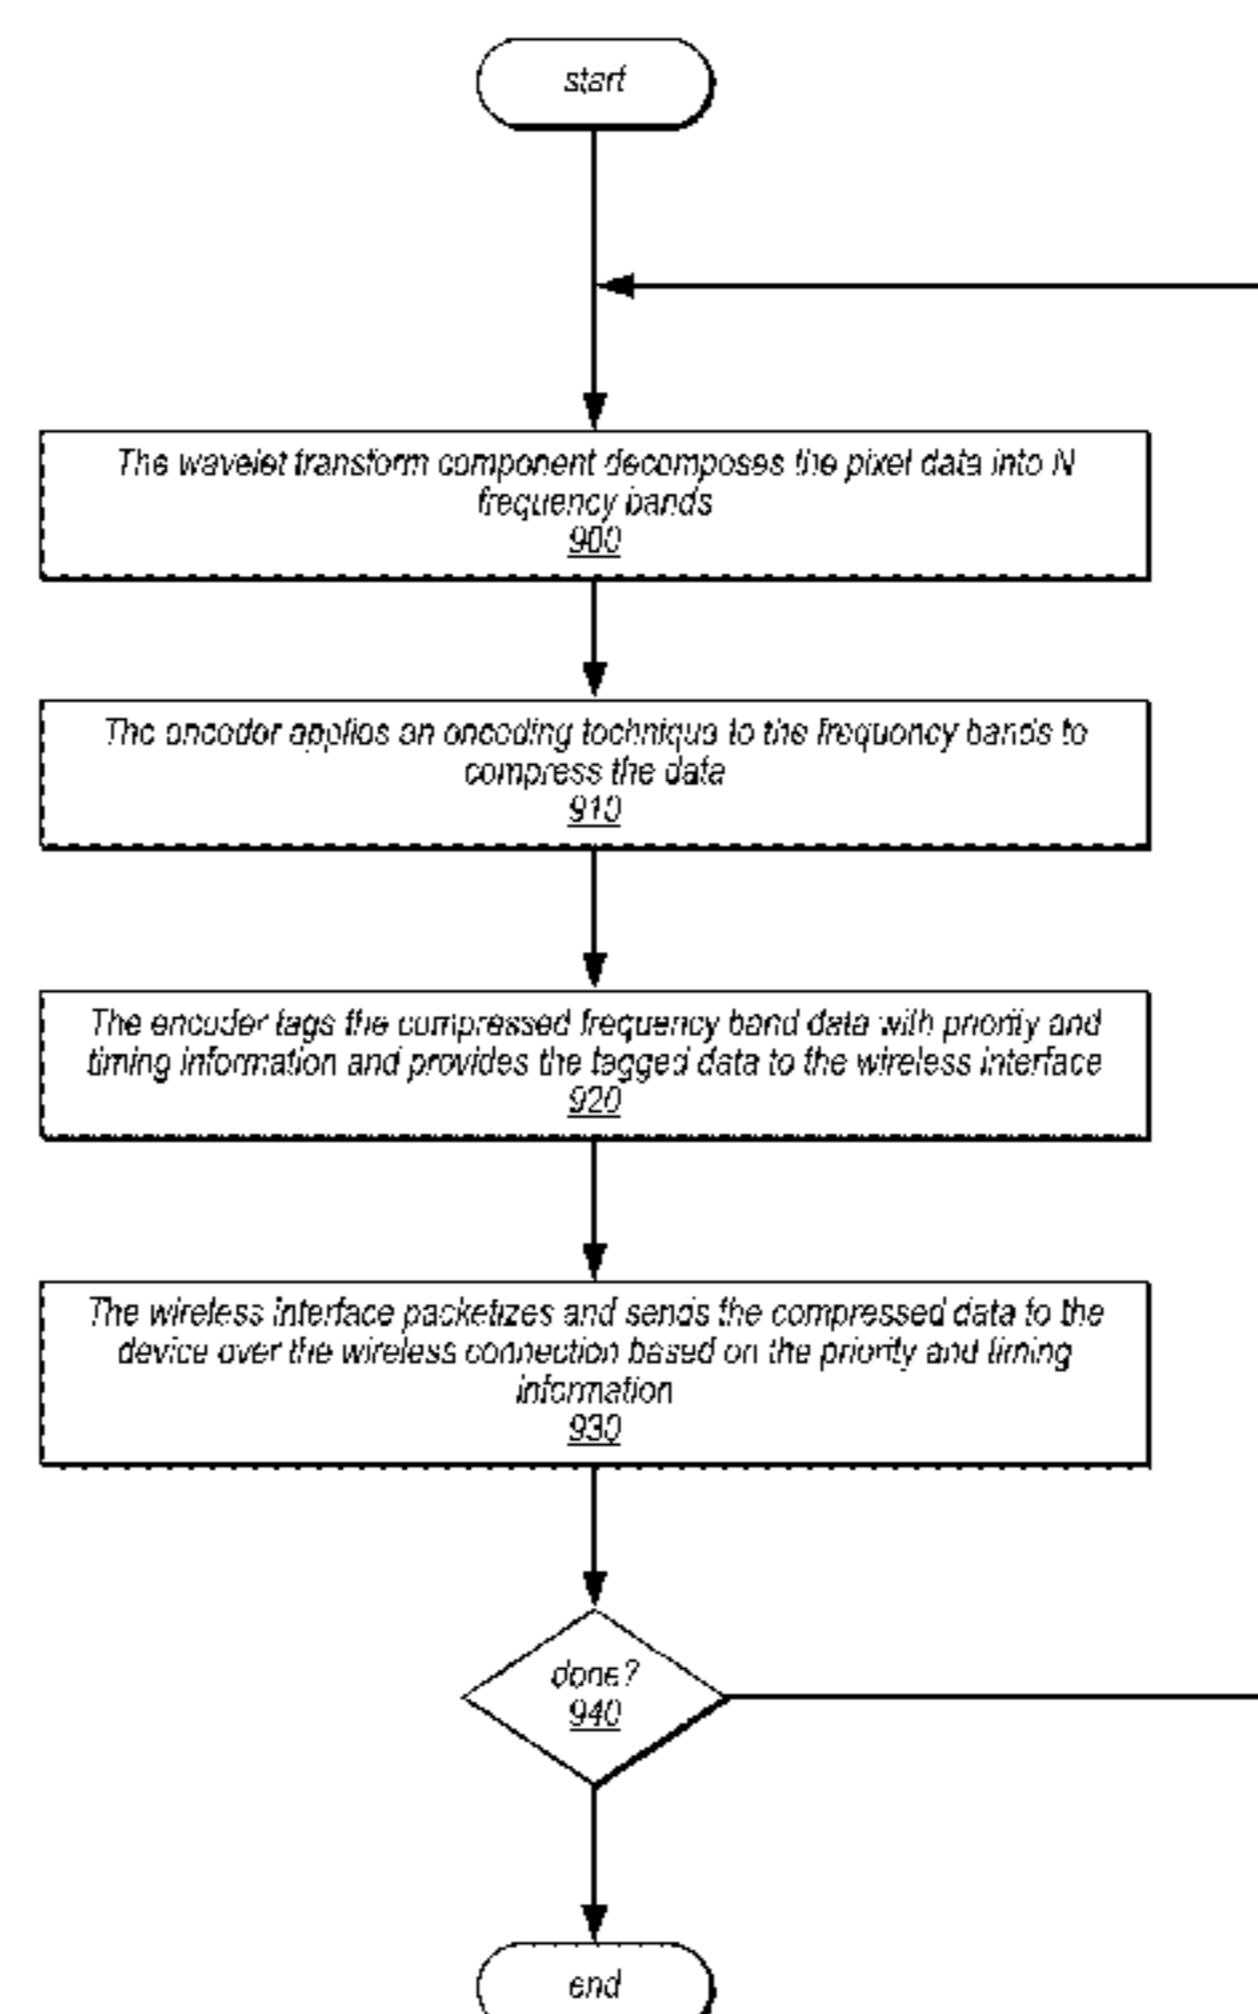 start
The wavelet transform component decomposes the pixel data into N
frequency bands
900
The encoder applies an encoding technique to the frequency bands to
compress the data
910
The encoder tags the compressed frequency band data with priority and
timing information and provides the tagged data to the wireless interface
920
The wireless interface packetizes and sends the compressed data to the
device over the wireless connection based on the priority and timing
information
930
done?
940
end